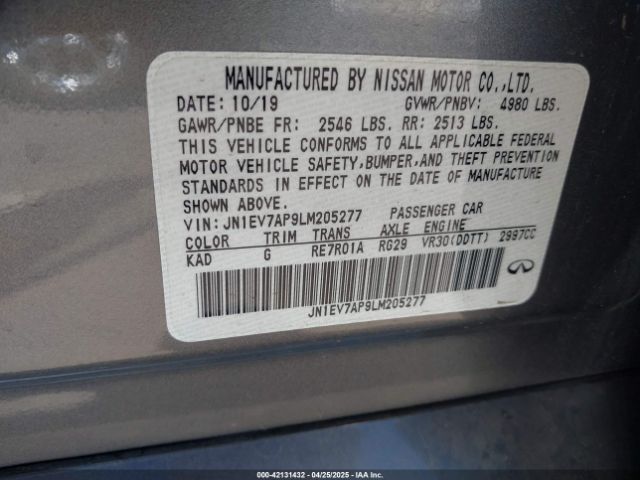 MANUFACTURED BY NISSAN MOTOR CO.,LTD.
DATE: 10/19 GVWR/PNBV: 4980 LBS.
GAWR/PNBE FR: 2546 LBS. RR: 2513 LBS.
THIS VEHICLE CONFORMS TO ALL APPLICABLE FEDERAL
MOTOR VEHICLE SAFETY,BUMPER,AND THEFT PREVENTION
STANDARDS IN EFFECT ON THE DATE OF MANUFACTURE
SHOWN ABOVE.
VIN: JN1EV7AP9LM205277 PASSENGER CAR
COLOR TRIM TRANS AXLE ENGINE
KAD G RE7R01A RG29 VR30(DDTT) 2997CC
JN1EV7AP9LM205277
000-42131432 | 04/25/2025 | IAA Inc.